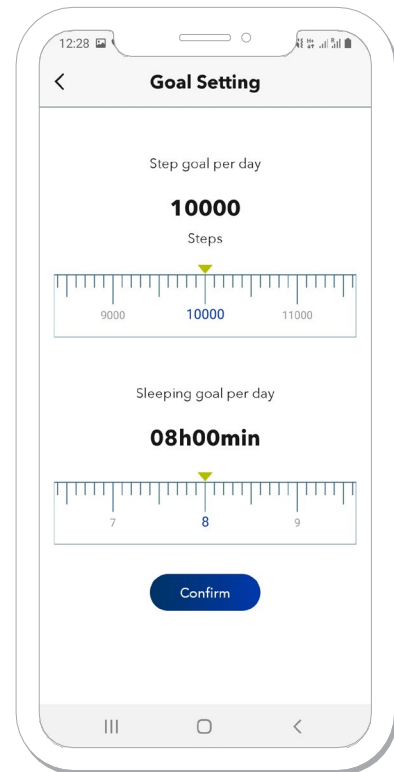 12:28
Goal Setting
Step goal per day
10000
Steps
9000 10000 11000
Sleeping goal per day
08h00min
7 8 9
Confirm